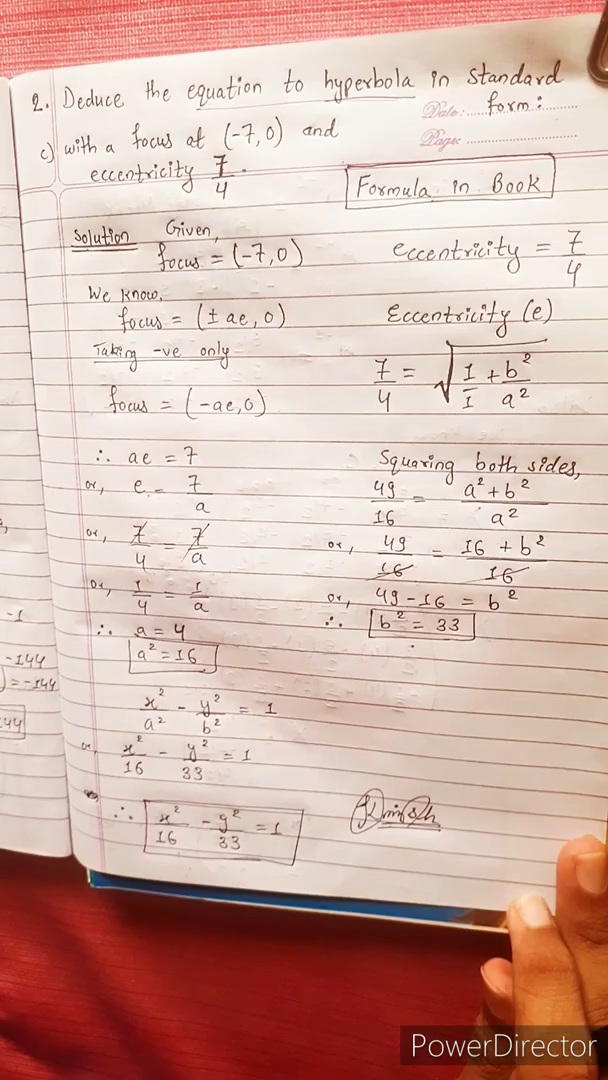 2. Deduce the equation to hyperbola in standard form:
Date:
Page:
c) with a focus at (-7,0) and
eccentricity 7/4.
Formula in Book
Solution Given,
focus = (-7,0)
eccentricity = 7/4
We know,
focus = (± ae, 0)
Taking -ve only
focus = (-ae,0)
Eccentricity (e)
7/4 = √(1/1 + b²/a²)
∴ ae = 7
or, e = 7/a
or, 7/4 = 7/a
or, 1/4 = 1/a
∴ a = 4
a² = 16
Squaring both sides,
49/16 = (a² + b²)/a²
or, 49/16 = (16 + b²)/16
or, 49 - 16 = b²
∴ b² = 33
x²/a² - y²/b² = 1
or, x²/16 - y²/33 = 1
∴ x²/16 - y²/33 = 1
-1
-144
) = -144
44
PowerDirector